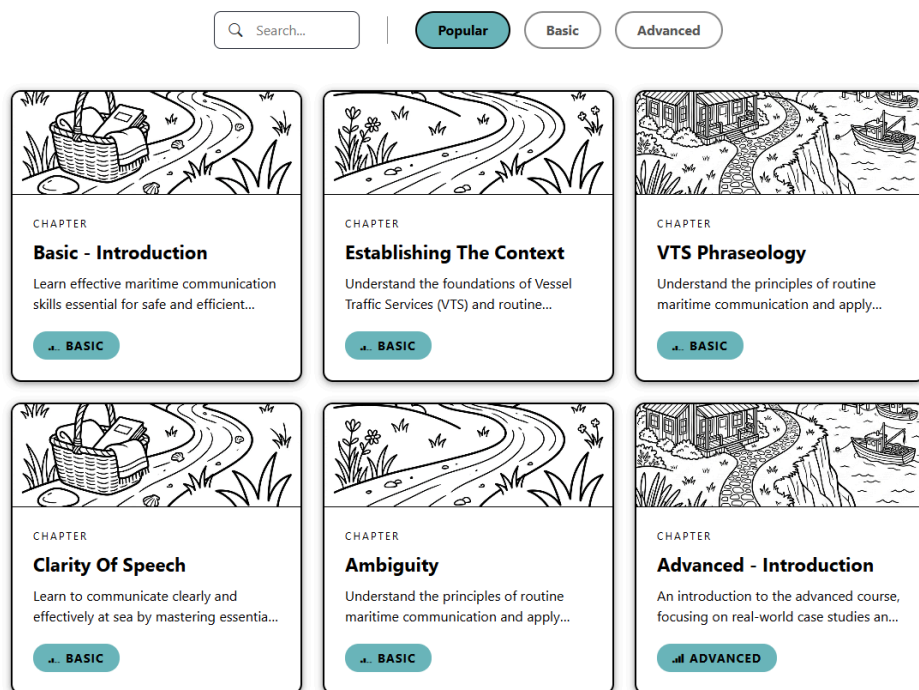 Search...
Popular
Basic
Advanced
CHAPTER
Basic - Introduction
Learn effective maritime communication
skills essential for safe and efficient...
BASIC
CHAPTER
Establishing The Context
Understand the foundations of Vessel
Traffic Services (VTS) and routine...
BASIC
CHAPTER
VTS Phraseology
Understand the principles of routine
maritime communication and apply...
BASIC
CHAPTER
Clarity Of Speech
Learn to communicate clearly and
effectively at sea by mastering essentia...
BASIC
CHAPTER
Ambiguity
Understand the principles of routine
maritime communication and apply...
BASIC
CHAPTER
Advanced - Introduction
An introduction to the advanced course,
focusing on real-world case studies an...
ADVANCED